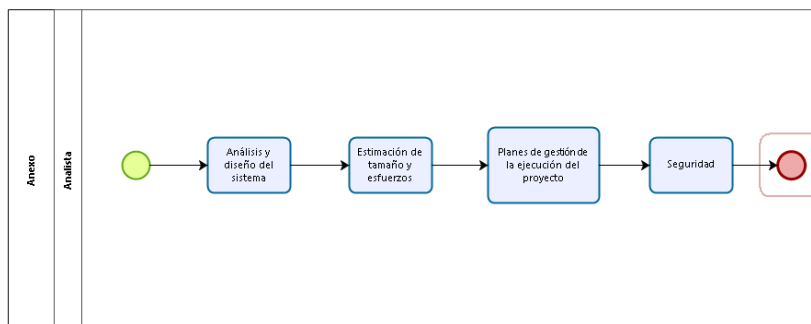 Anexo
Analista
Análisis y
diseño del
sistema
Estimación de
tamaño y
esfuerzos
Planes de gestión de
la ejecución del
proyecto
Seguridad